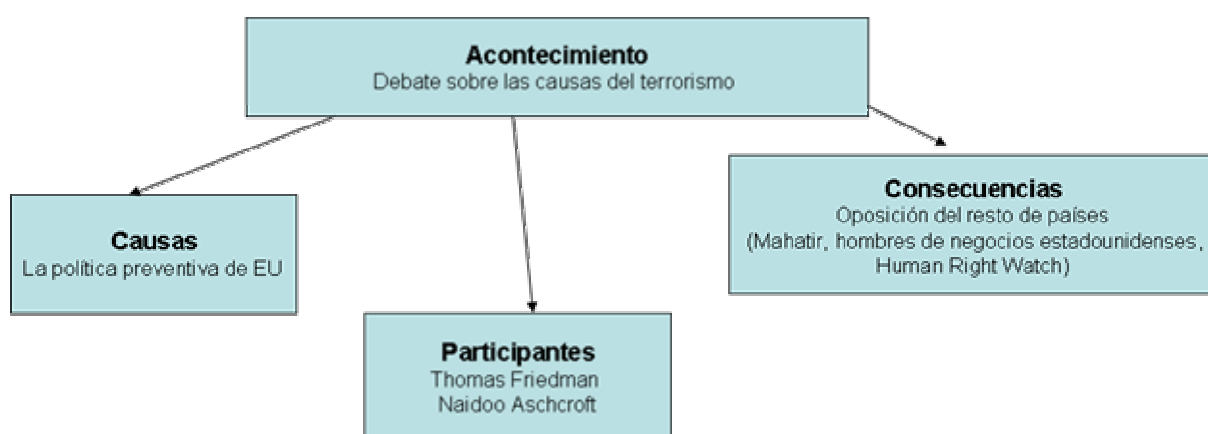 Acontecimiento
Debate sobre las causas del terrorismo
Causas
La política preventiva de EU
Participantes
Thomas Friedman
Naidoo Aschcroft
Consecuencias
Oposición del resto de países
(Mahatir, hombres de negocios estadounidenses,
Human Right Watch)